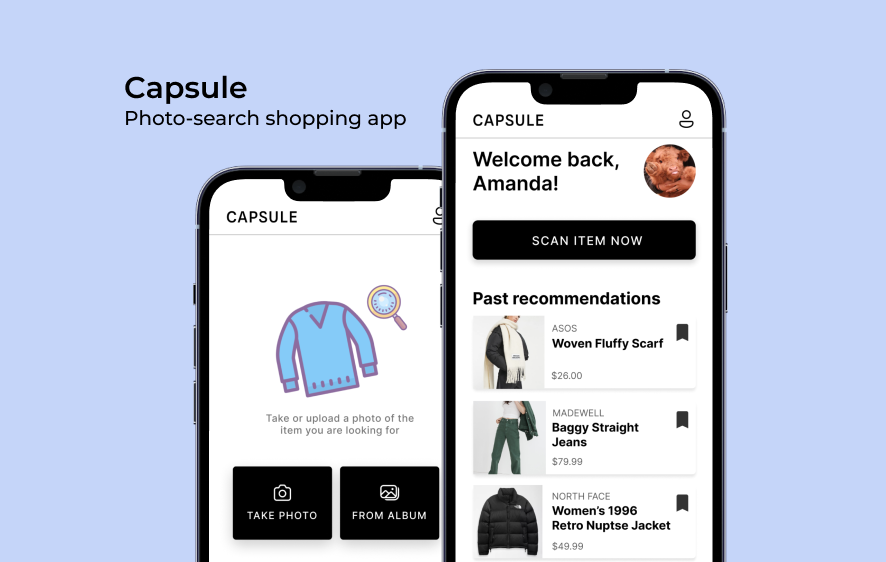 Capsule
Photo-search shopping app
CAPSULE
Take or upload a photo of the
item you are looking for
TAKE PHOTO
FROM ALBUM
CAPSULE
Welcome back,
Amanda!
SCAN ITEM NOW
Past recommendations
ASOS
Woven Fluffy Scarf
$26.00
MADEWELL
Baggy Straight
Jeans
$79.99
NORTH FACE
Women's 1996
Retro Nuptse Jacket
$49.99